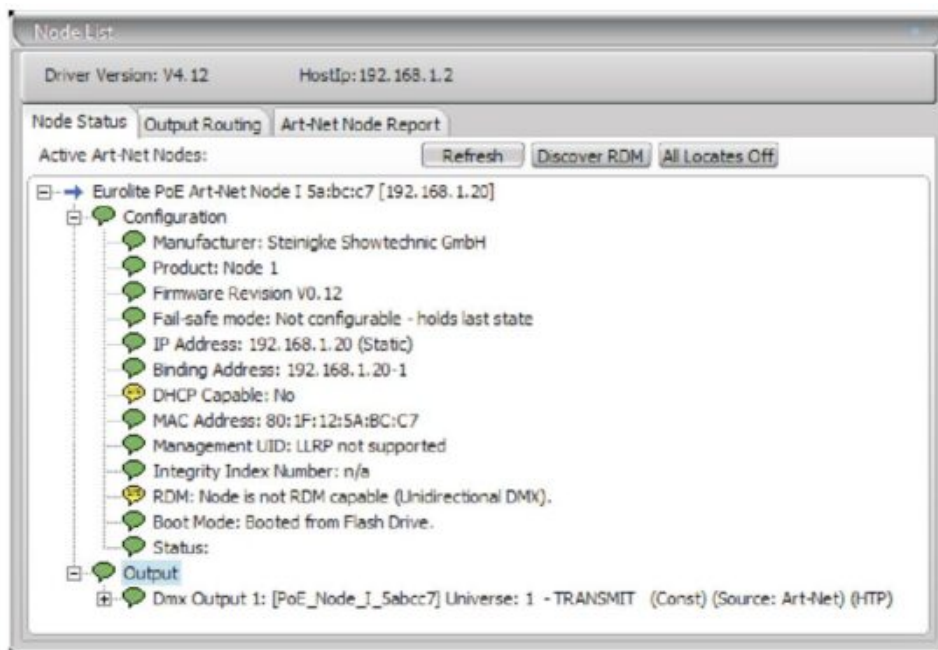 Node List
Driver Version: V4.12 HostIp:192.168.1.2
Node Status Output Routing Art-Net Node Report
Active Art-Net Nodes: Refresh Discover RDM All Locates Off
Eurolite PoE Art-Net Node I 5a:bc:c7 [192.168.1.20]
Configuration
Manufacturer: Steinigke Showtechnic GmbH
Product: Node 1
Firmware Revision V0.12
Fail-safe mode: Not configurable - holds last state
IP Address: 192.168.1.20 (Static)
Binding Address: 192.168.1.20-1
DHCP Capable: No
MAC Address: 80:1F:12:5A:BC:C7
Management UID: LLRP not supported
Integrity Index Number: n/a
RDM: Node is not RDM capable (Unidirectional DMX).
Boot Mode: Booted from Flash Drive.
Status:
Output
Dmx Output 1: [PoE_Node_I_5abcc7] Universe: 1 - TRANSMIT (Const) (Source: Art-Net) (HTP)